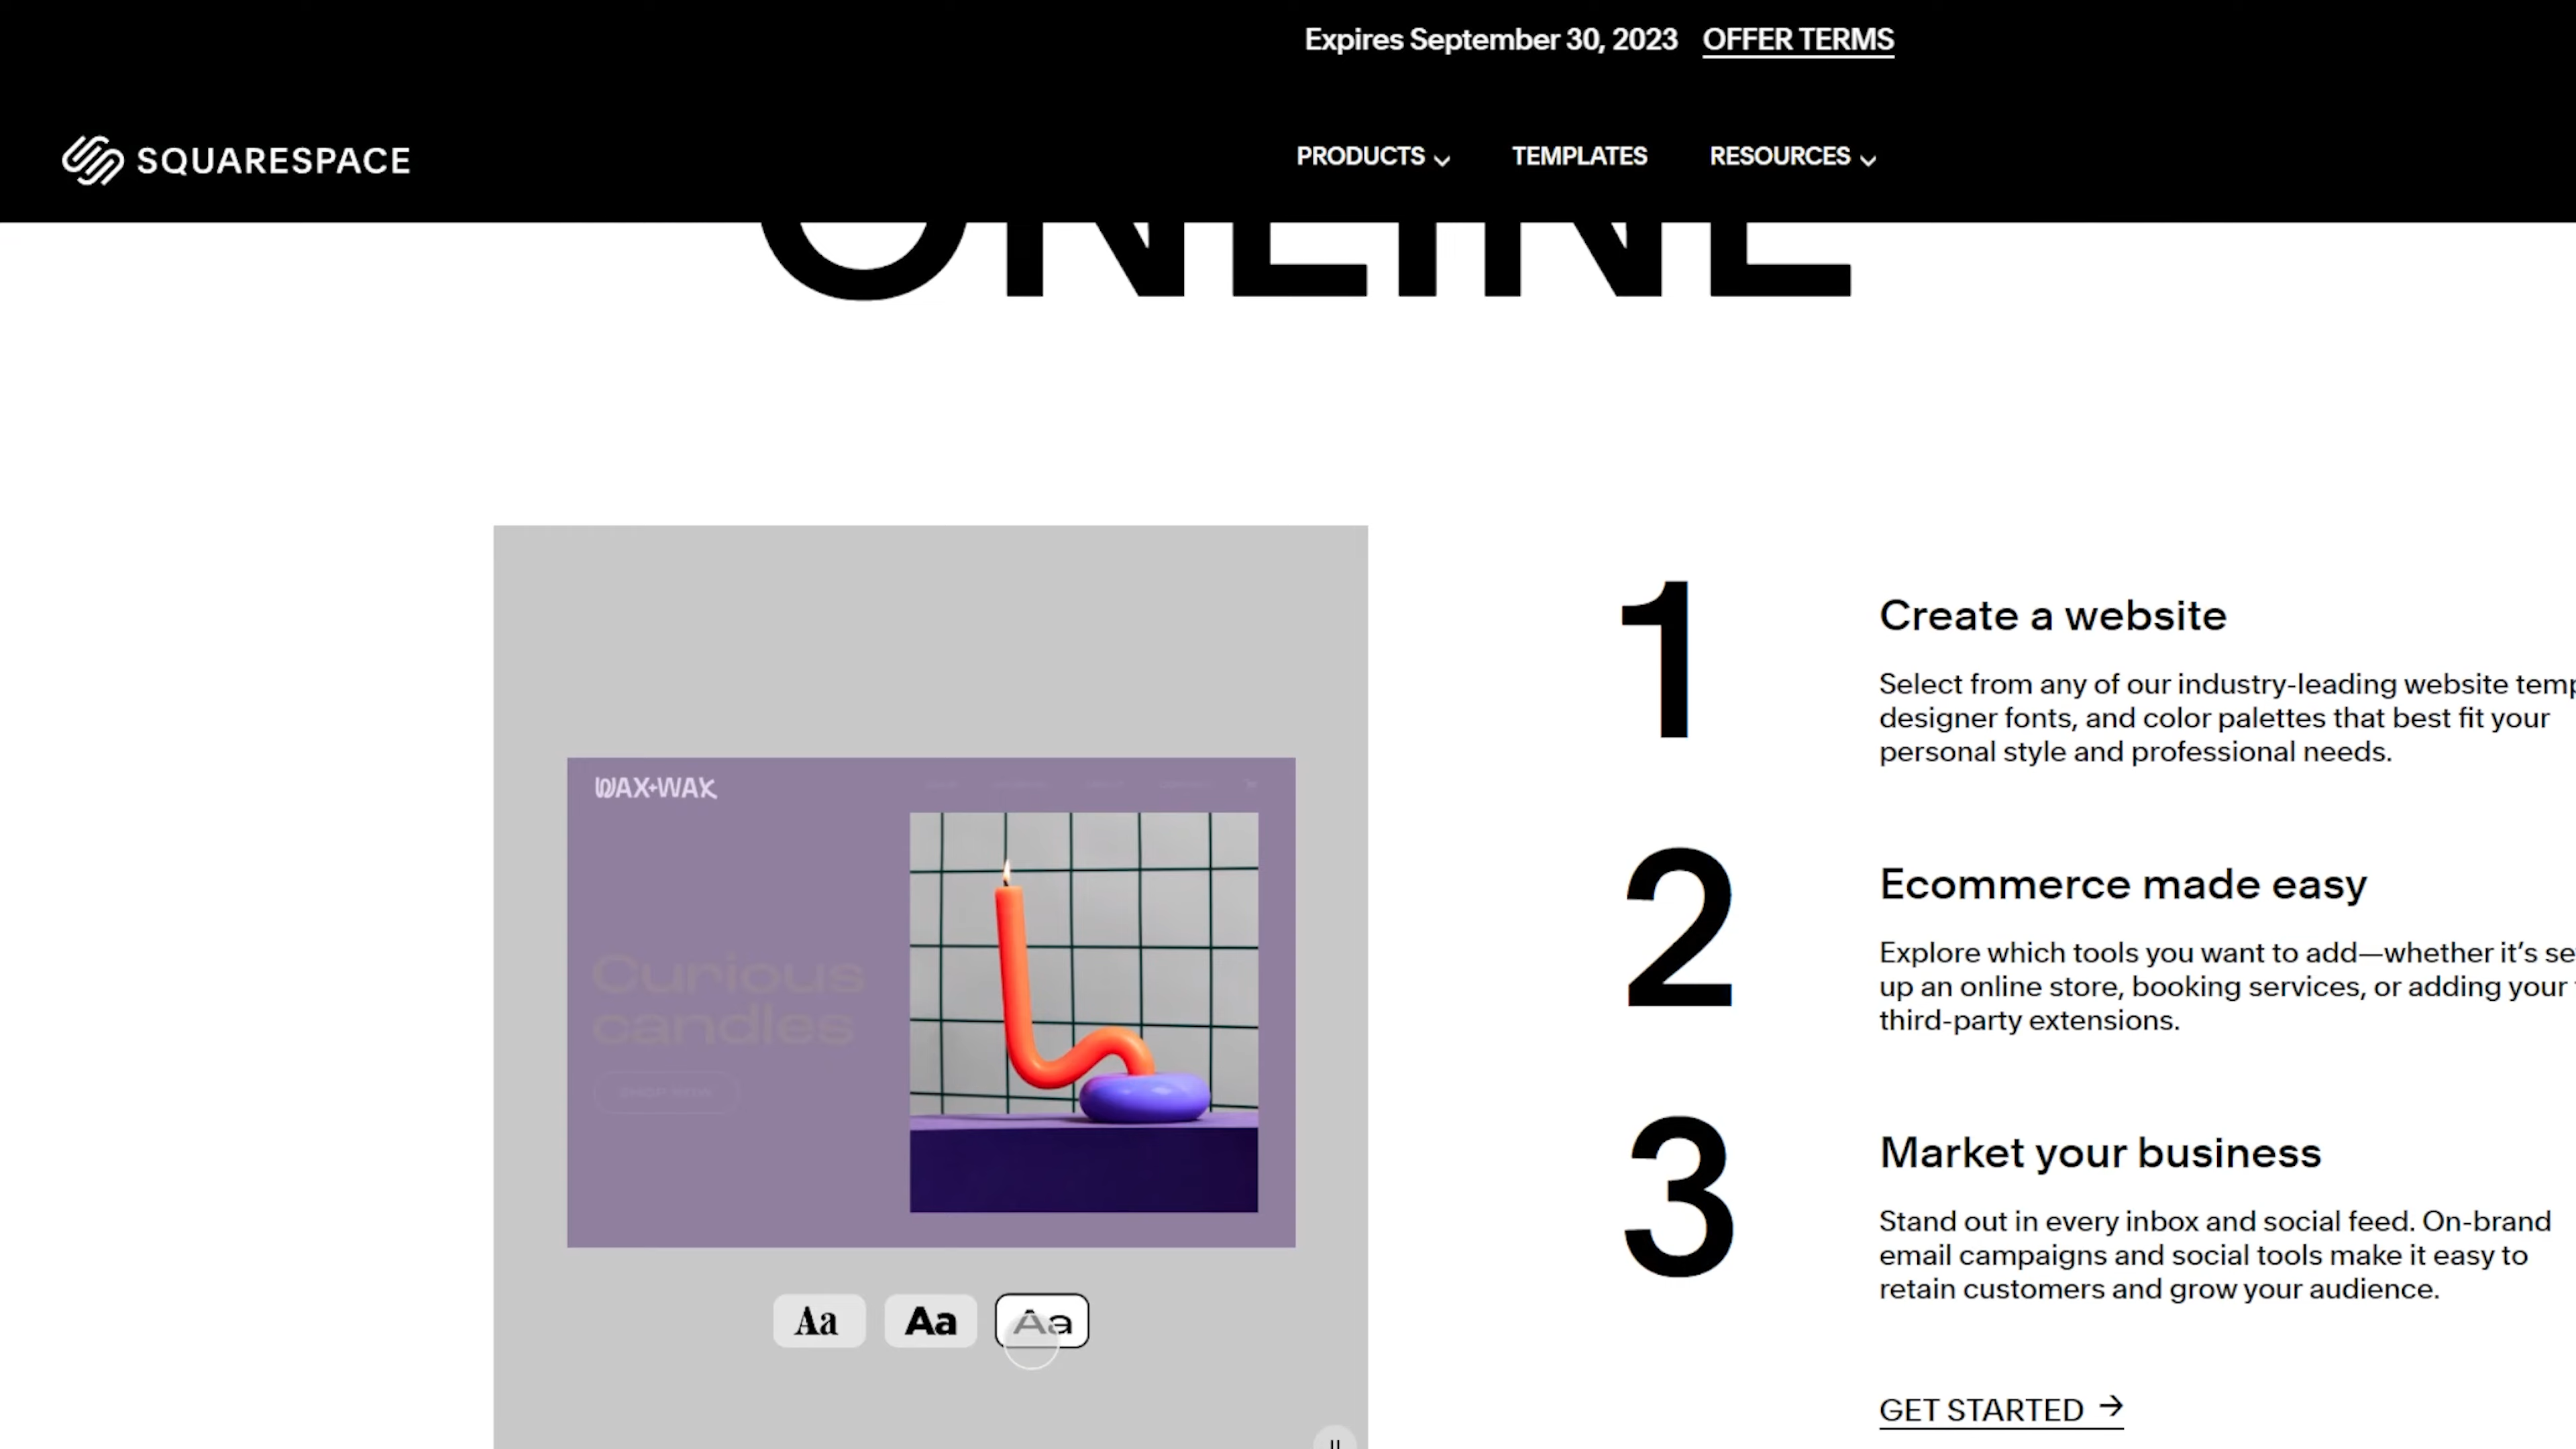 Expires September 30, 2023 OFFER TERMS
SQUARESPACE
PRODUCTS TEMPLATES RESOURCES
ONLINE
WAX+WAX
Curious
candles
Aa Aa Aa
1
Create a website
Select from any of our industry-leading website temp
designer fonts, and color palettes that best fit your
personal style and professional needs.
2
Ecommerce made easy
Explore which tools you want to add—whether it’s se
up an online store, booking services, or adding your
third-party extensions.
3
Market your business
Stand out in every inbox and social feed. On-brand
email campaigns and social tools make it easy to
retain customers and grow your audience.
GET STARTED →